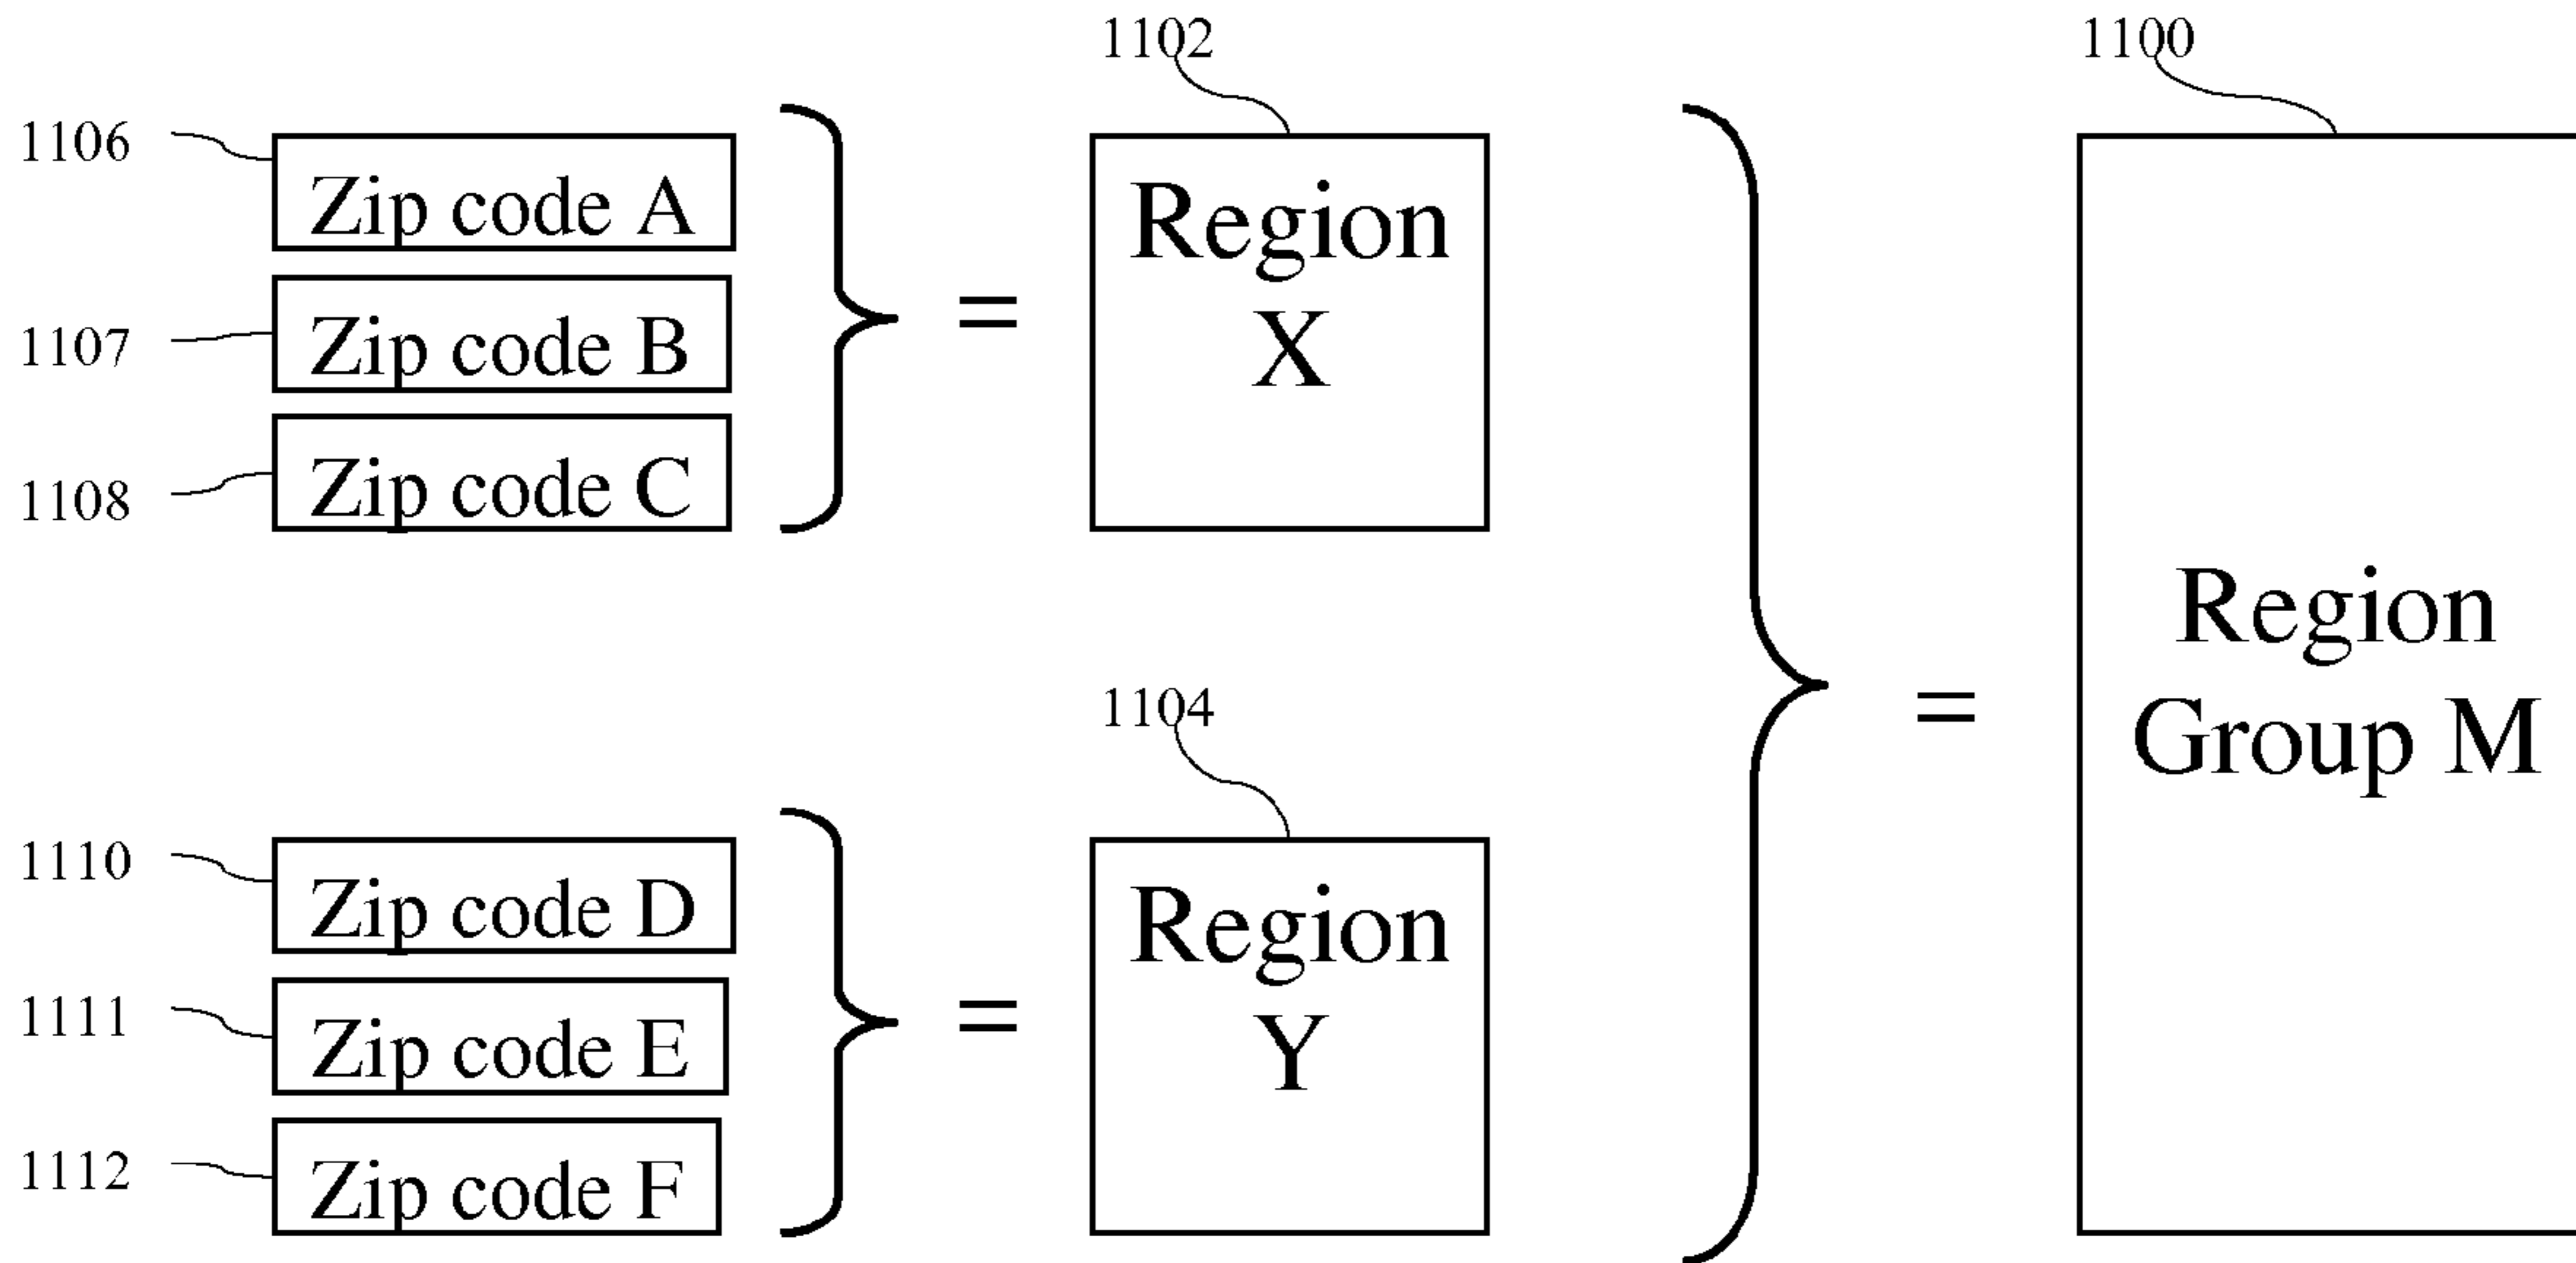 1102
1100
1106
Zip code A
1107
Zip code B
1108
Zip code C
=
Region
X
=
Region
Group M
1104
1110
Zip code D
1111
Zip code E
1112
Zip code F
=
Region
Y